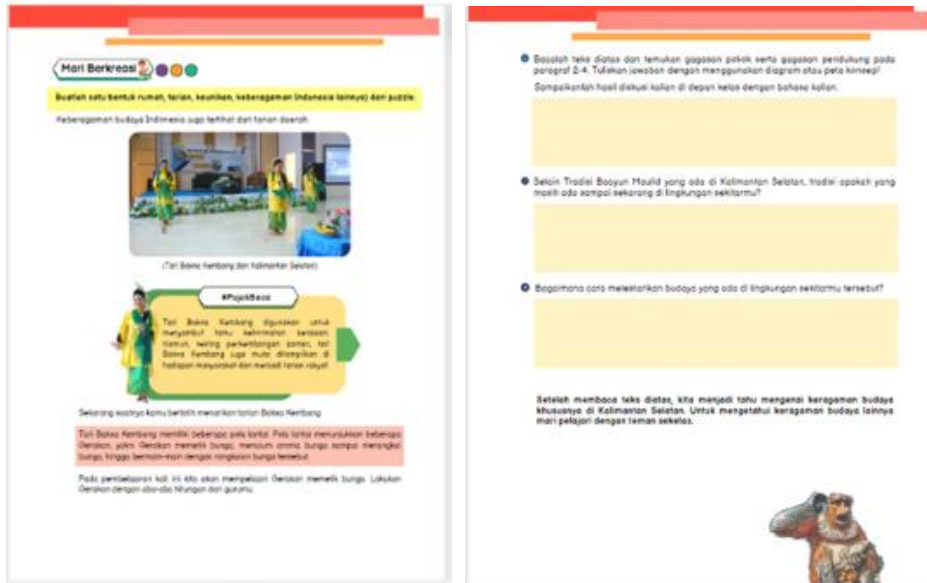 Mari Berkreasi
Buatlah satu bentuk rumah, tarian, keunikan, keberagaman Indonesia lainnya) dari puzzle.
Keberagaman budaya Indimenia juga terlihat dari tarian daerah.
(Tari Baksa Kembang dari Kalimantan Selatan)
#PojokBaca
Tari Baksa Kembang digunakan untuk
menyambut tamu kehormatan kerajaan.
Namun, seiring perkembangan zaman, tari
Baksa Kembang juga mulai ditampilkan di
hadapan masyarakat dan menjadi tarian rakyat.
Sekarang saatnya kamu berlatih menarikan tarian Baksa Kembang
Tari Baksa Kembang memiliki beberapa pola lantai. Pola lantai menunjukkan beberapa
Gerakan, yakni Gerakan memetik bunga, mencium aroma bunga sampai merangkai
bunga, hingga bermain-main dengan rangkaian bunga tersebut.
Pada pembelajaran kali ini kita akan mempelajari Gerakan memetik bunga. Lakukan
Gerakan dengan aba-aba hitungan dari gurumu.
Bacalah teks diatas dan temukan gagasan pokok serta gagasan pendukung pada
paragraf 2-4. Tuliskan jawaban dengan menggunakan diagram atau peta konsep!
Sampaikanlah hasil diskusi kalian di depan kelas dengan bahasa kalian.
Selain Tradisi Baayun Maulid yang ada di Kalimantan Selatan, tradisi apakah yang
masih ada sampai sekarang di lingkungan sekitarmu?
Bagaimana cara melestarikan budaya yang ada di lingkungan sekitarmu tersebut?
Setelah membaca teks diatas, kita menjadi tahu mengenai keragaman budaya
khususnya di Kalimantan Selatan. Untuk mengetahui keragaman budaya lainnya
mari pelajari dengan teman sekelas.